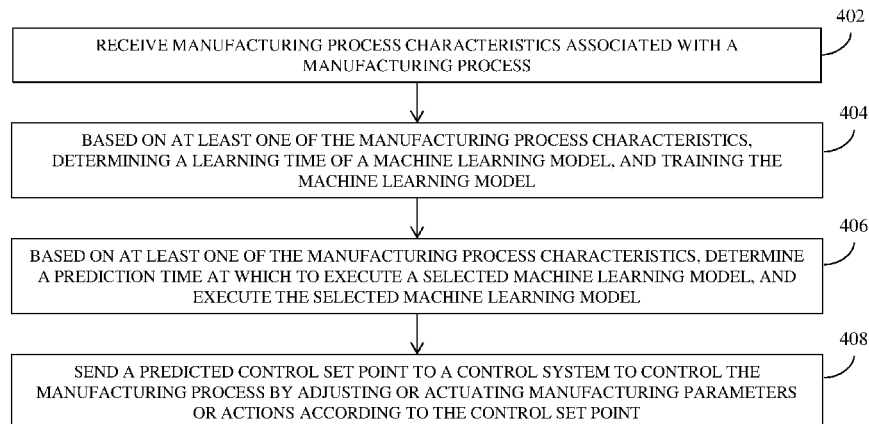 402
RECEIVE MANUFACTURING PROCESS CHARACTERISTICS ASSOCIATED WITH A
MANUFACTURING PROCESS
404
BASED ON AT LEAST ONE OF THE MANUFACTURING PROCESS CHARACTERISTICS,
DETERMINING A LEARNING TIME OF A MACHINE LEARNING MODEL, AND TRAINING THE
MACHINE LEARNING MODEL
406
BASED ON AT LEAST ONE OF THE MANUFACTURING PROCESS CHARACTERISTICS, DETERMINE
A PREDICTION TIME AT WHICH TO EXECUTE A SELECTED MACHINE LEARNING MODEL, AND
EXECUTE THE SELECTED MACHINE LEARNING MODEL
408
SEND A PREDICTED CONTROL SET POINT TO A CONTROL SYSTEM TO CONTROL THE
MANUFACTURING PROCESS BY ADJUSTING OR ACTUATING MANUFACTURING PARAMETERS
OR ACTIONS ACCORDING TO THE CONTROL SET POINT